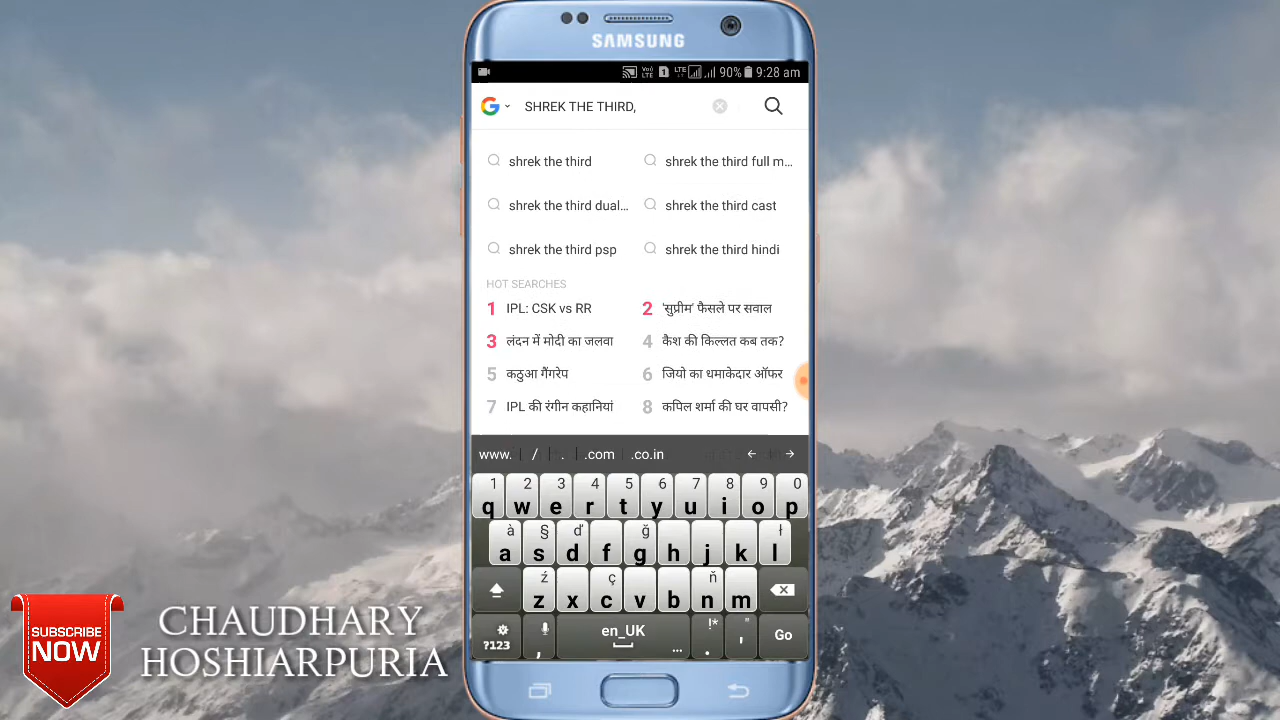 SAMSUNG
VoLTE 1 LTE 90% 9:28 am
G SHREK THE THIRD,
shrek the third
shrek the third full m...
shrek the third dual...
shrek the third cast
shrek the third psp
shrek the third hindi
HOT SEARCHES
1 IPL: CSK vs RR
2 'सुप्रीम' फैसले पर सवाल
3 लंदन में मोदी का जलवा
4 कैश की किल्लत कब तक?
5 कठुआ गैंगरेप
6 जियो का धमाकेदार ऑफर
7 IPL की रंगीन कहानियां
8 कपिल शर्मा की घर वापसी?
www. / . .com .co.in ← →
1 2 3 4 5 6 7 8 9 0
q w e r t y u i o p
à § ď ğ ł
a s d f g h j k l
ź ç ň
z x c v b n m
?123 , en_UK ... !* . " ' Go
SUBSCRIBE
NOW
CHAUDHARY
HOSHIARPURIA